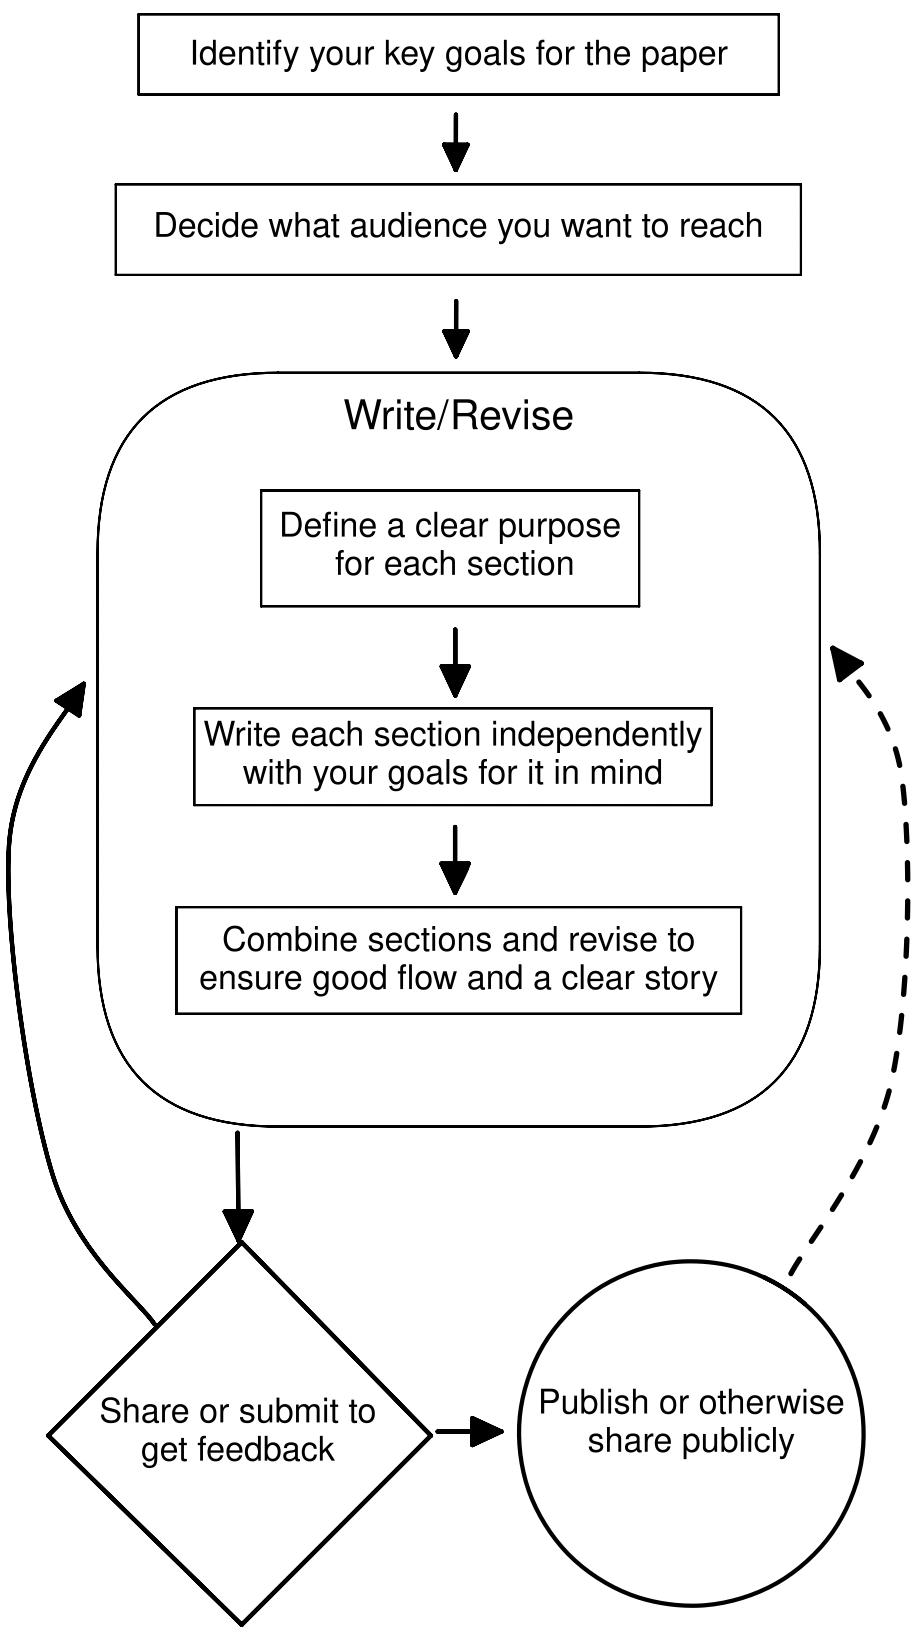 Identify your key goals for the paper
Decide what audience you want to reach
Write/Revise
Define a clear purpose
for each section
Write each section independently
with your goals for it in mind
Combine sections and revise to
ensure good flow and a clear story
Share or submit to
get feedback
Publish or otherwise
share publicly